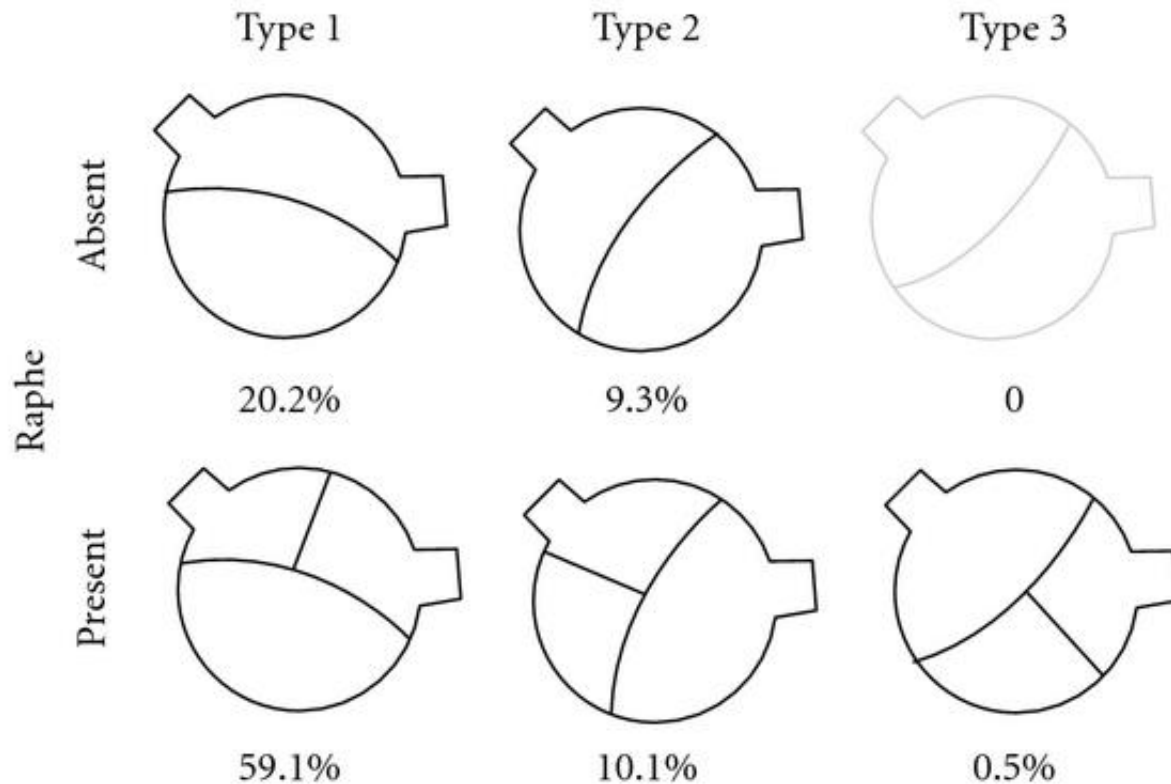 Type 1 Type 2 Type 3
Absent
20.2% 9.3% 0
Raphe
Present
59.1% 10.1% 0.5%